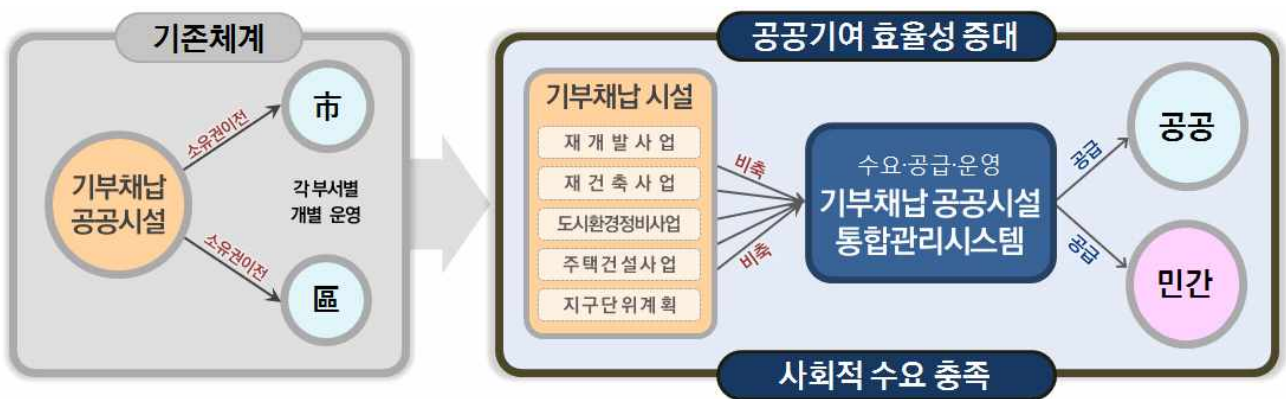 기존체계
市
소유권이전
기부채납
공공시설
각 부서별
개별 운영
소유권이전
區
공공기여 효율성 증대
기부채납 시설
재개발사업
재건축사업
도시환경정비사업
주택건설사업
지구단위계획
비축
비축
수요·공급·운영
기부채납 공공시설
통합관리시스템
공급
공급
공공
민간
사회적 수요 충족